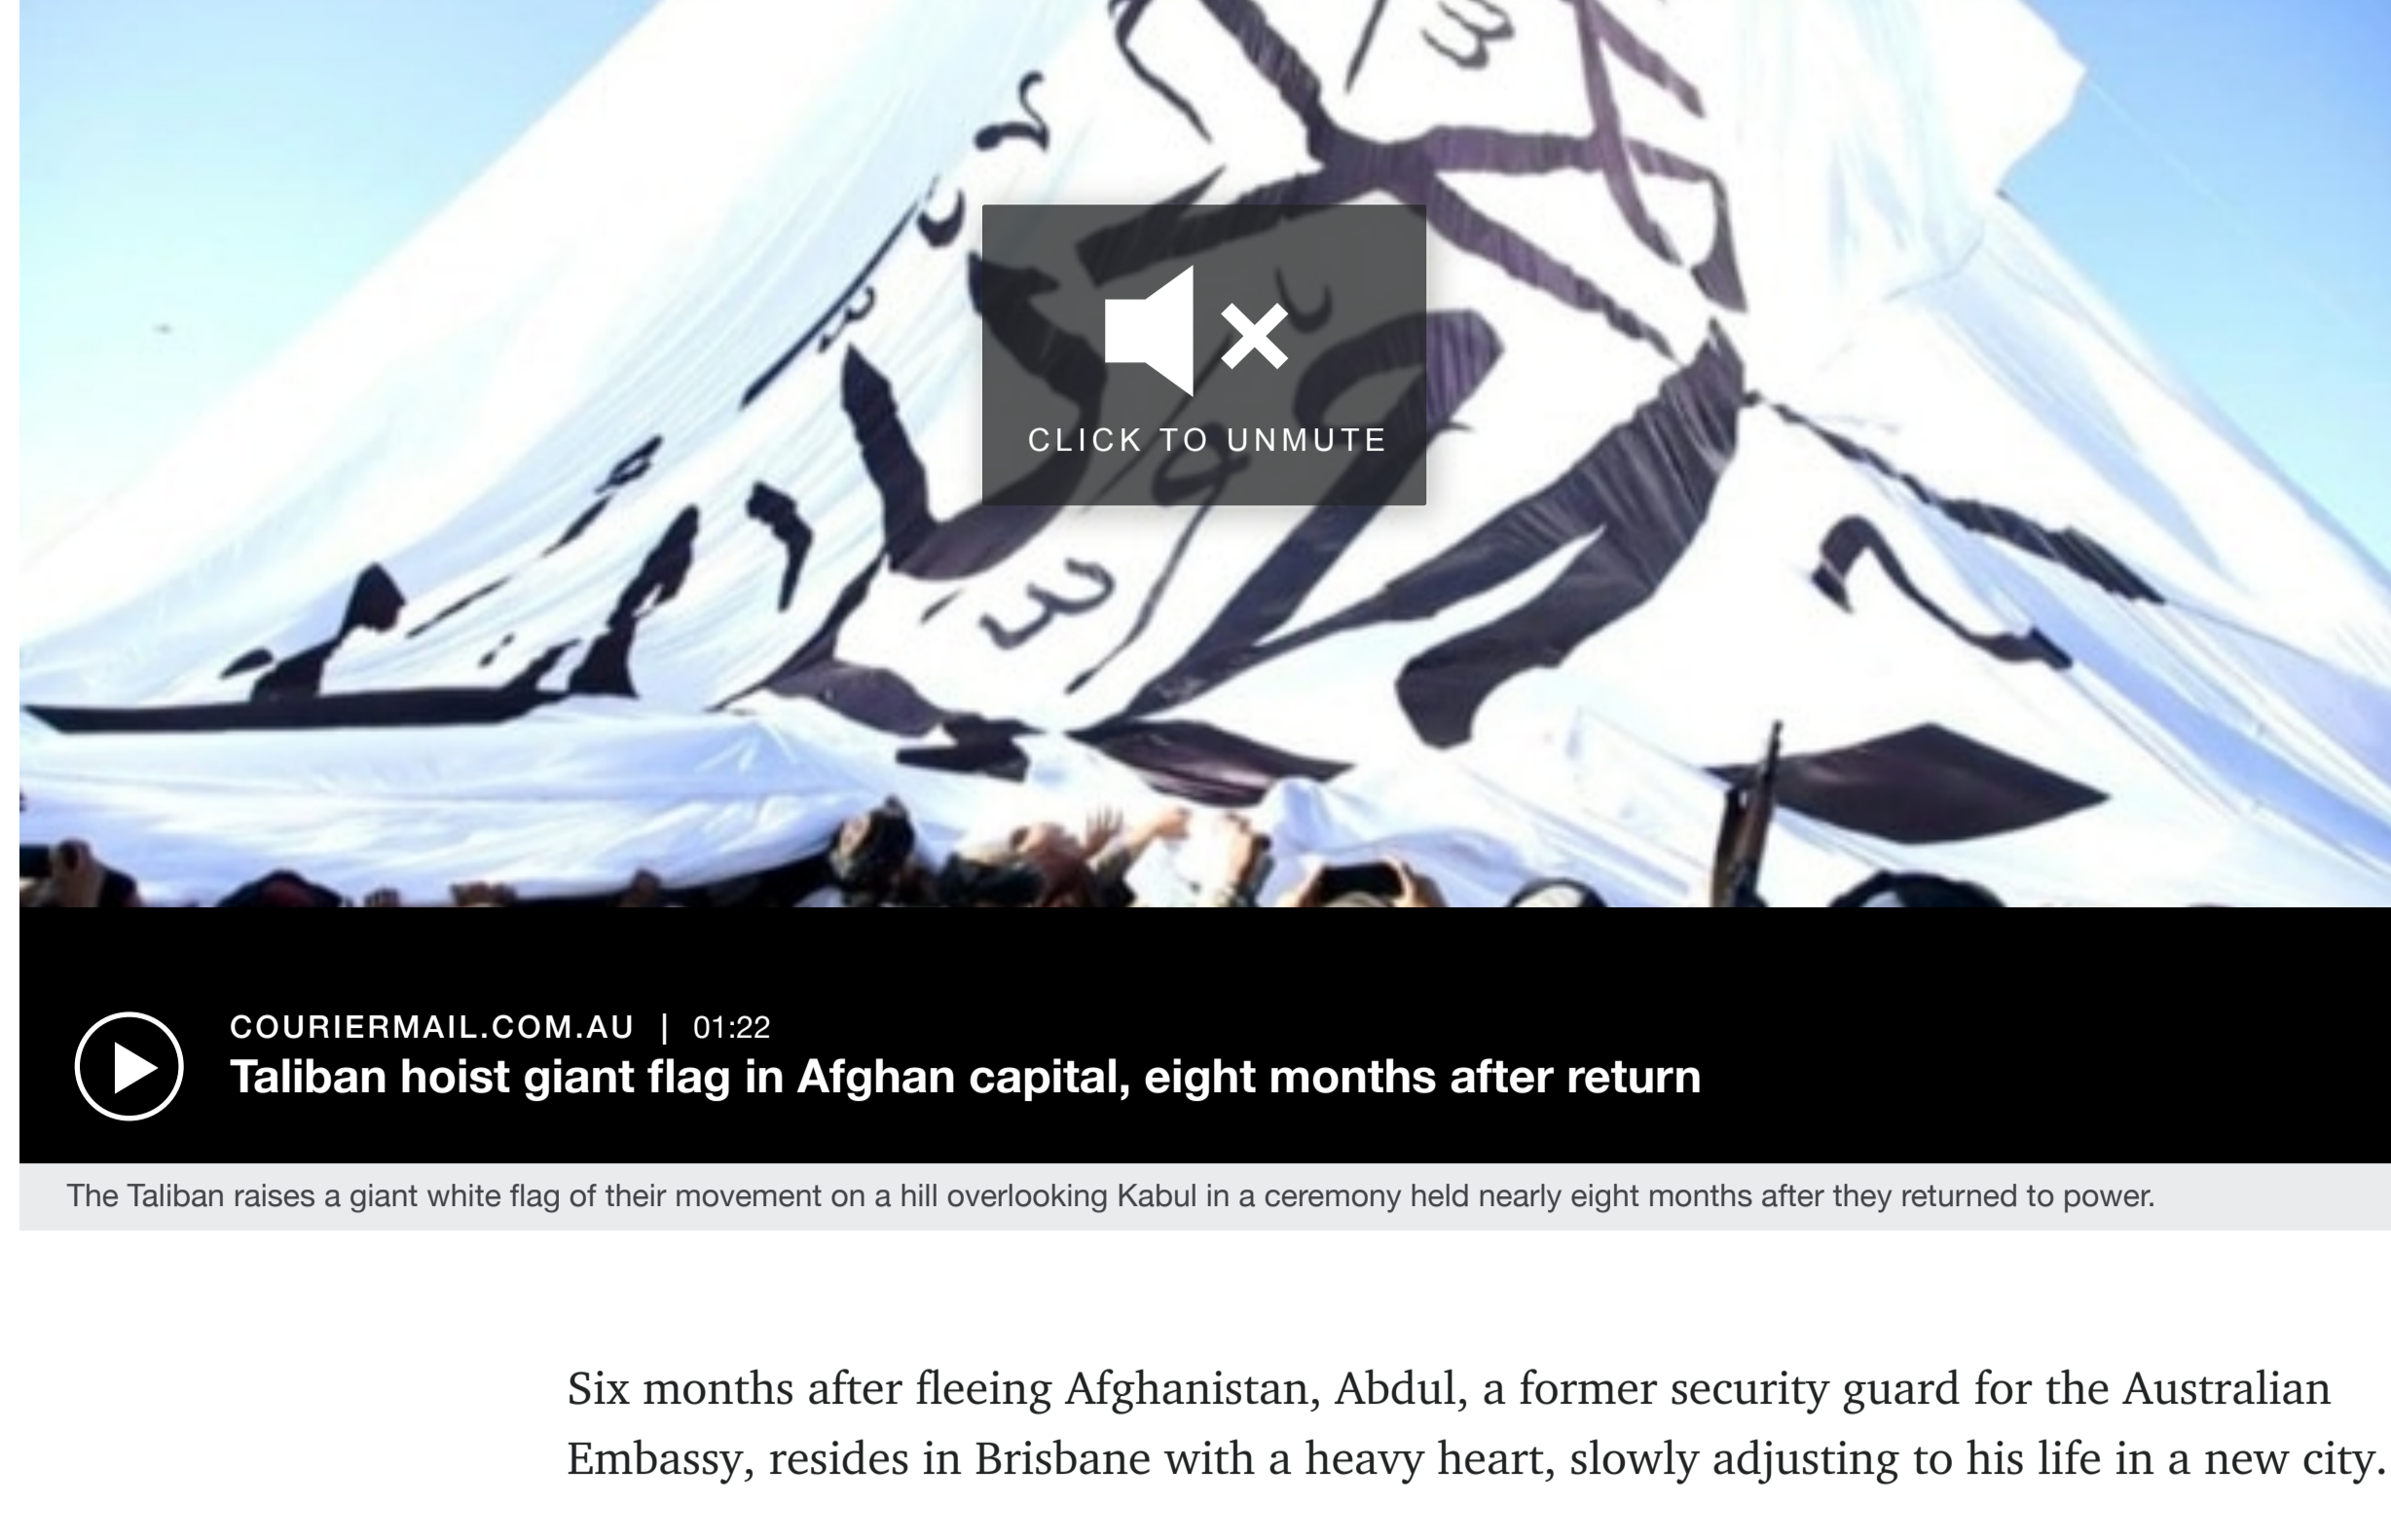 CLICK TO UNMUTE
COURIERMAIL.COM.AU | 01:22
Taliban hoist giant flag in Afghan capital, eight months after return
The Taliban raises a giant white flag of their movement on a hill overlooking Kabul in a ceremony held nearly eight months after they returned to power.
Six months after fleeing Afghanistan, Abdul, a former security guard for the Australian
Embassy, resides in Brisbane with a heavy heart, slowly adjusting to his life in a new city.